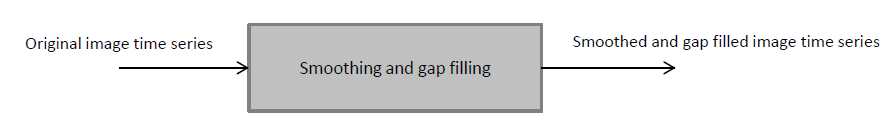 Original image time series
Smoothing and gap filling
Smoothed and gap filled image time series